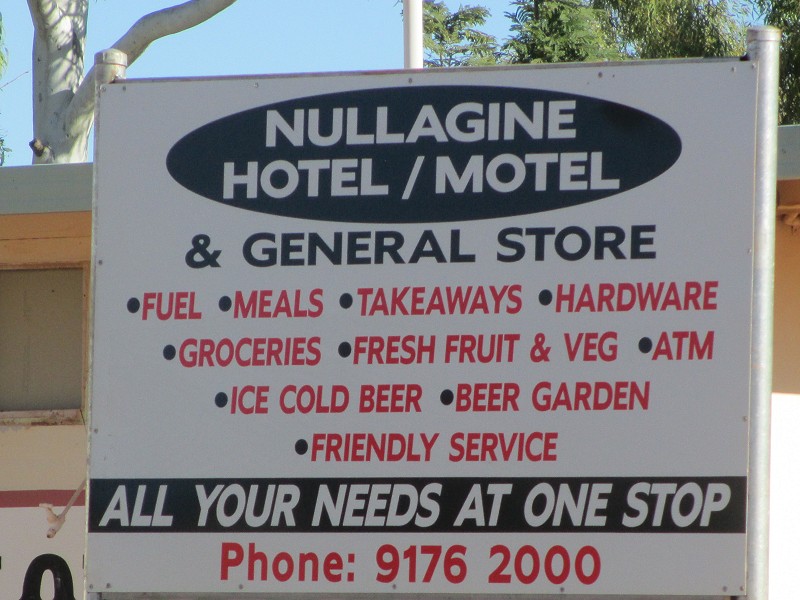 NULLAGINE
HOTEL / MOTEL
& GENERAL STORE
•FUEL •MEALS •TAKEAWAYS •HARDWARE
•GROCERIES •FRESH FRUIT & VEG •ATM
•ICE COLD BEER •BEER GARDEN
•FRIENDLY SERVICE
ALL YOUR NEEDS AT ONE STOP
Phone: 9176 2000